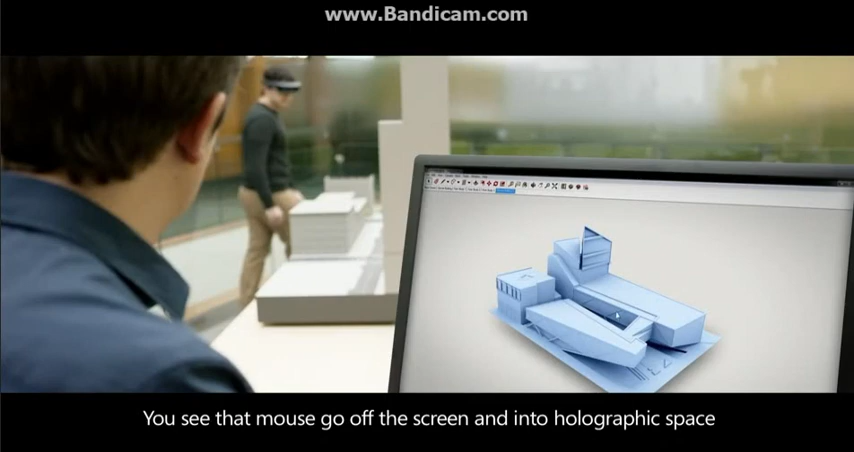 www.Bandicam.com
You see that mouse go off the screen and into holographic space